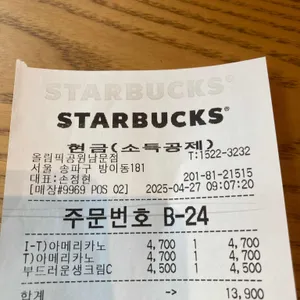 STARBUCKS
STARBUCKS®
현금(소득공제)
올림픽공원남문점 T:1522-3232
서울 송파구 방이동181
대표:손정현 201-81-21515
[매장#9969 POS 02] 2025-04-27 09:07:20
주문번호 B-24
I-T)아메리카노 4,700 1 4,700
T)아메리카노 4,700 1 4,700
부드러운생크림C 4,500 1 4,500
합계 -> 13,900